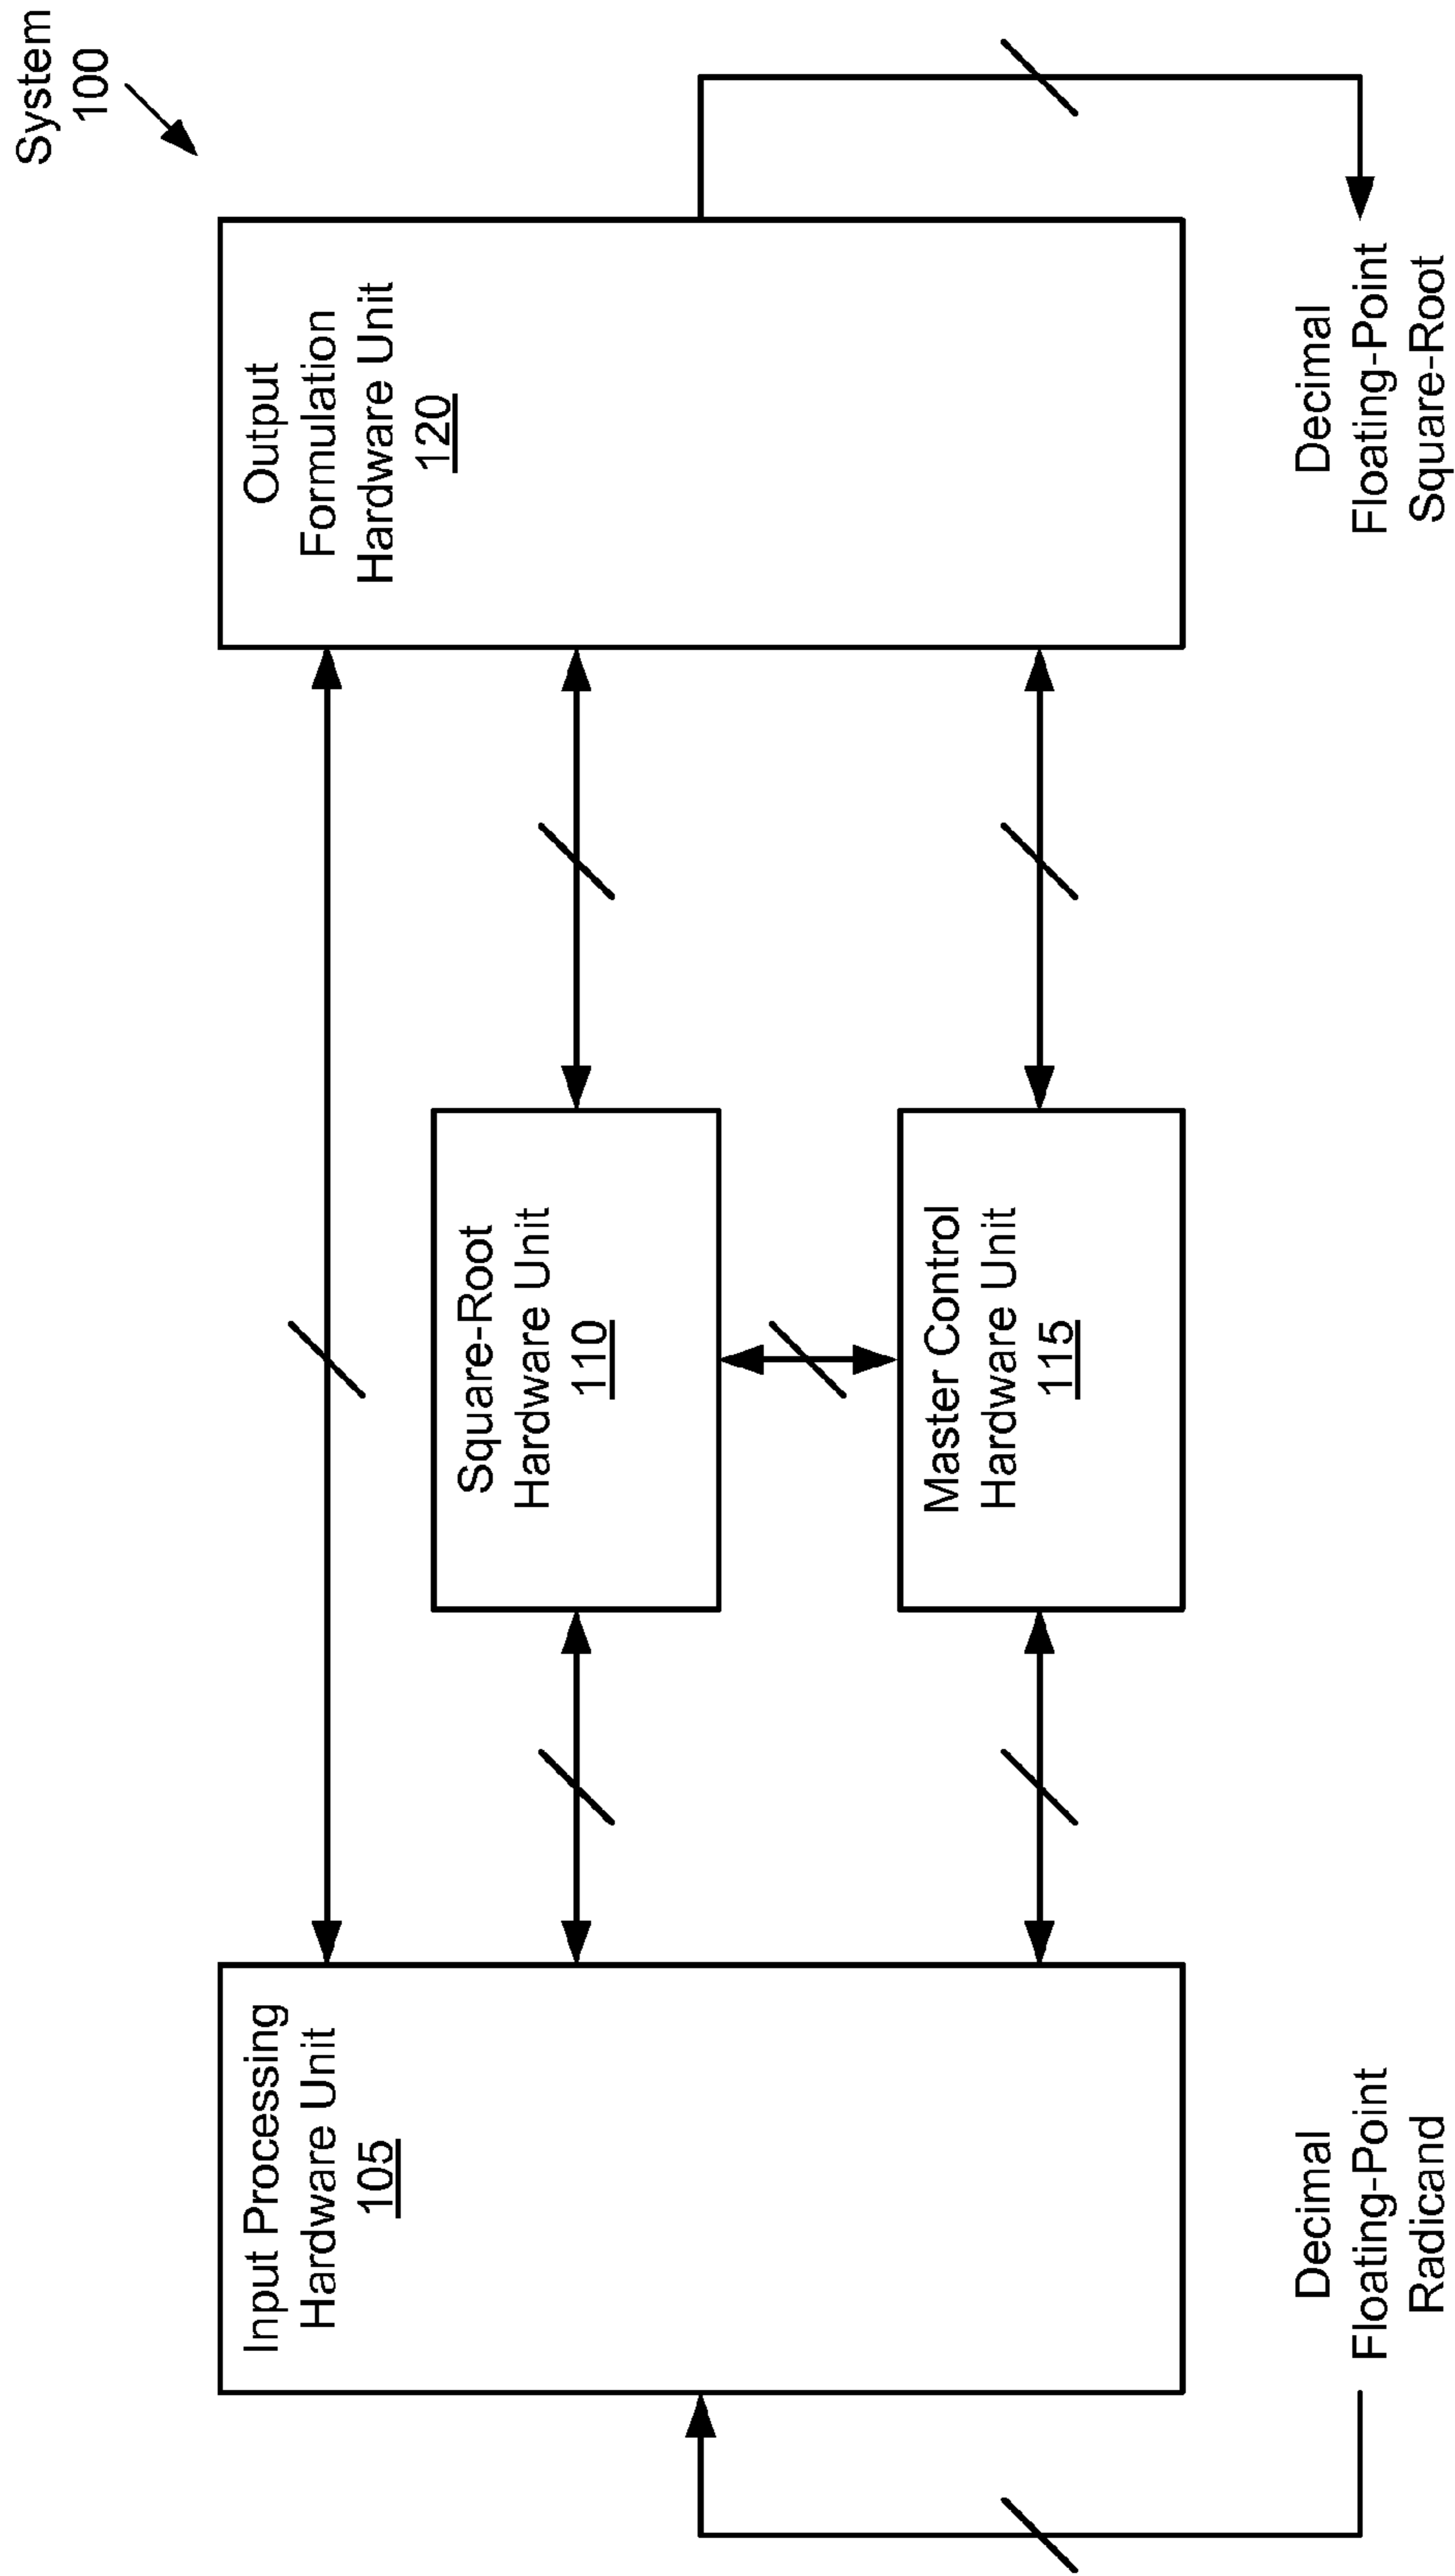 System
100
Input Processing
Hardware Unit
105
Square-Root
Hardware Unit
110
Master Control
Hardware Unit
115
Output
Formulation
Hardware Unit
120
Decimal
Floating-Point
Radicand
Decimal
Floating-Point
Square-Root